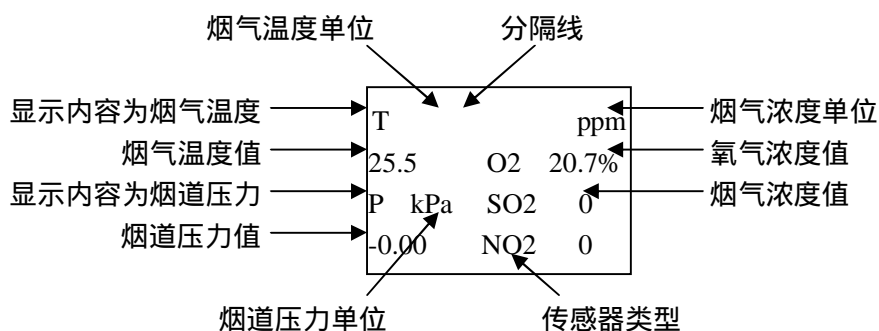 烟气温度单位 分隔线
显示内容为烟气温度 T ppm 烟气浓度单位
烟气温度值 25.5 O2 20.7% 氧气浓度值
显示内容为烟道压力 P kPa SO2 0 烟气浓度值
烟道压力值 -0.00 NO2 0
烟道压力单位 传感器类型